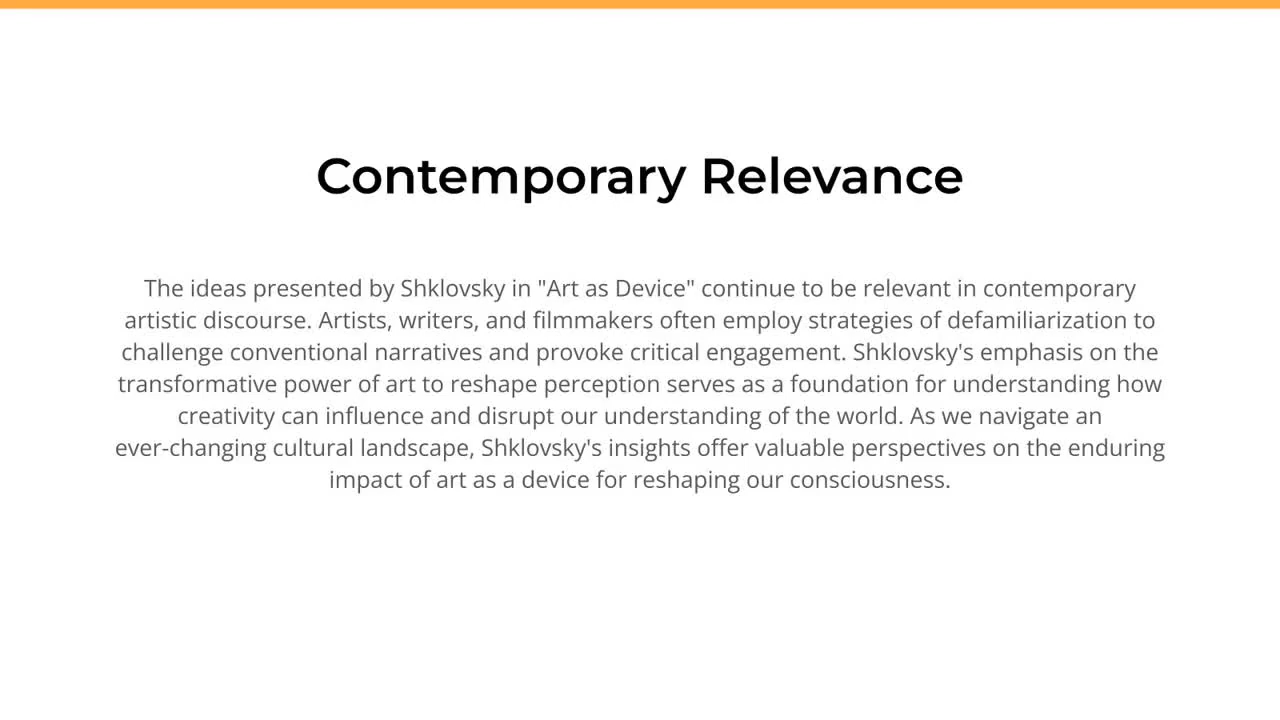 Contemporary Relevance
The ideas presented by Shklovsky in "Art as Device" continue to be relevant in contemporary
artistic discourse. Artists, writers, and filmmakers often employ strategies of defamiliarization to
challenge conventional narratives and provoke critical engagement. Shklovsky's emphasis on the
transformative power of art to reshape perception serves as a foundation for understanding how
creativity can influence and disrupt our understanding of the world. As we navigate an
ever-changing cultural landscape, Shklovsky's insights offer valuable perspectives on the enduring
impact of art as a device for reshaping our consciousness.